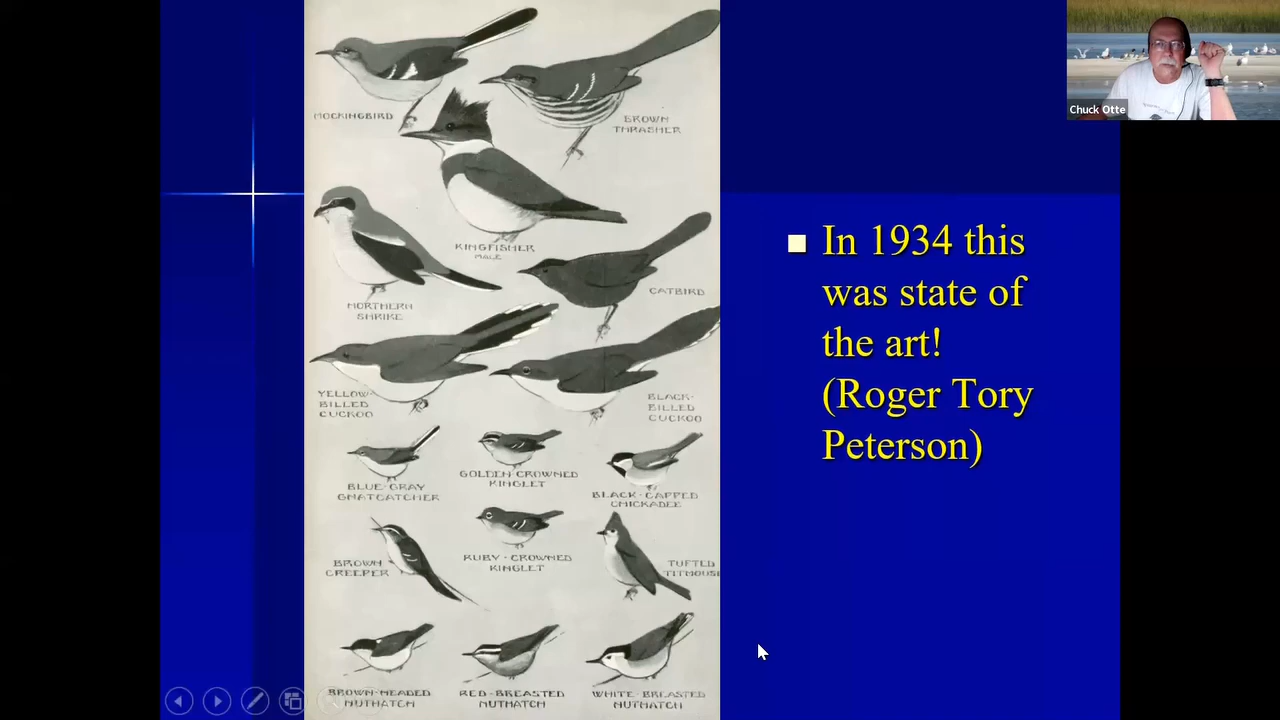 MOCKINGBIRD
BROWN
THRASHER
KINGFISHER
MALE
NORTHERN
SHRIKE
CATBIRD
YELLOW-
BILLED
CUCKOO
BLACK-
BILLED
CUCKOO
BLUE-GRAY
GNATCATCHER
GOLDEN-CROWNED
KINGLET
BLACK-CAPPED
CHICKADEE
BROWN
CREEPER
RUBY-CROWNED
KINGLET
TUFTED
TITMOUSE
BROWN-HEADED
NUTHATCH
RED-BREASTED
NUTHATCH
WHITE-BREASTED
NUTHATCH
In 1934 this
was state of
the art!
(Roger Tory
Peterson)
Chuck Otte